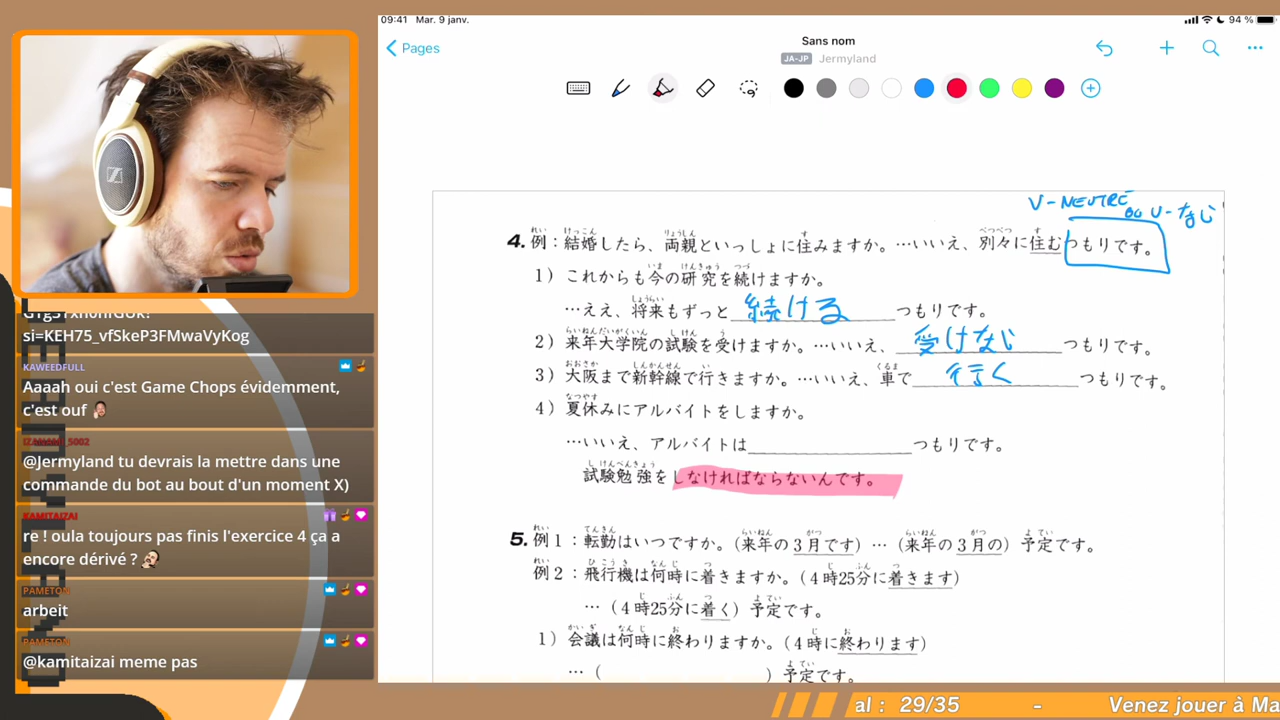 09:41 Mar. 9 janv.
94 %
Pages
Sans nom
JA-JP Jermyland
V-NEUTRE
ou V-ない
4. 例：結婚したら、両親といっしょに住みますか。…いいえ、別々に住むつもりです。
1）これからも今の研究を続けますか。
…ええ、将来もずっと 続ける つもりです。
2）来年大学院の試験を受けますか。…いいえ、 受けない つもりです。
3）大阪まで新幹線で行きますか。…いいえ、車で 行く つもりです。
4）夏休みにアルバイトをしますか。
…いいえ、アルバイトは つもりです。
試験勉強をしなければならないんです。
5. 例1：転勤はいつですか。（来年の3月です）…（来年の3月の）予定です。
例2：飛行機は何時に着きますか。（4時25分に着きます）
…（4時25分に着く）予定です。
1）会議は何時に終わりますか。（4時に終わります）
…（ ）予定です。
si=KEH75_vfSkeP3FMwaVyKog
KAWEEDFULL
Aaaah oui c'est Game Chops évidemment,
c'est ouf
@Jermyland tu devrais la mettre dans une
commande du bot au bout d'un moment X)
KAMITAIZAI
re ! oula toujours pas finis l'exercice 4 ça a
encore dérivé ?
PAMETON
arbeit
PAMETON
@kamitaizai meme pas
al : 29/35 - Venez jouer à Ma